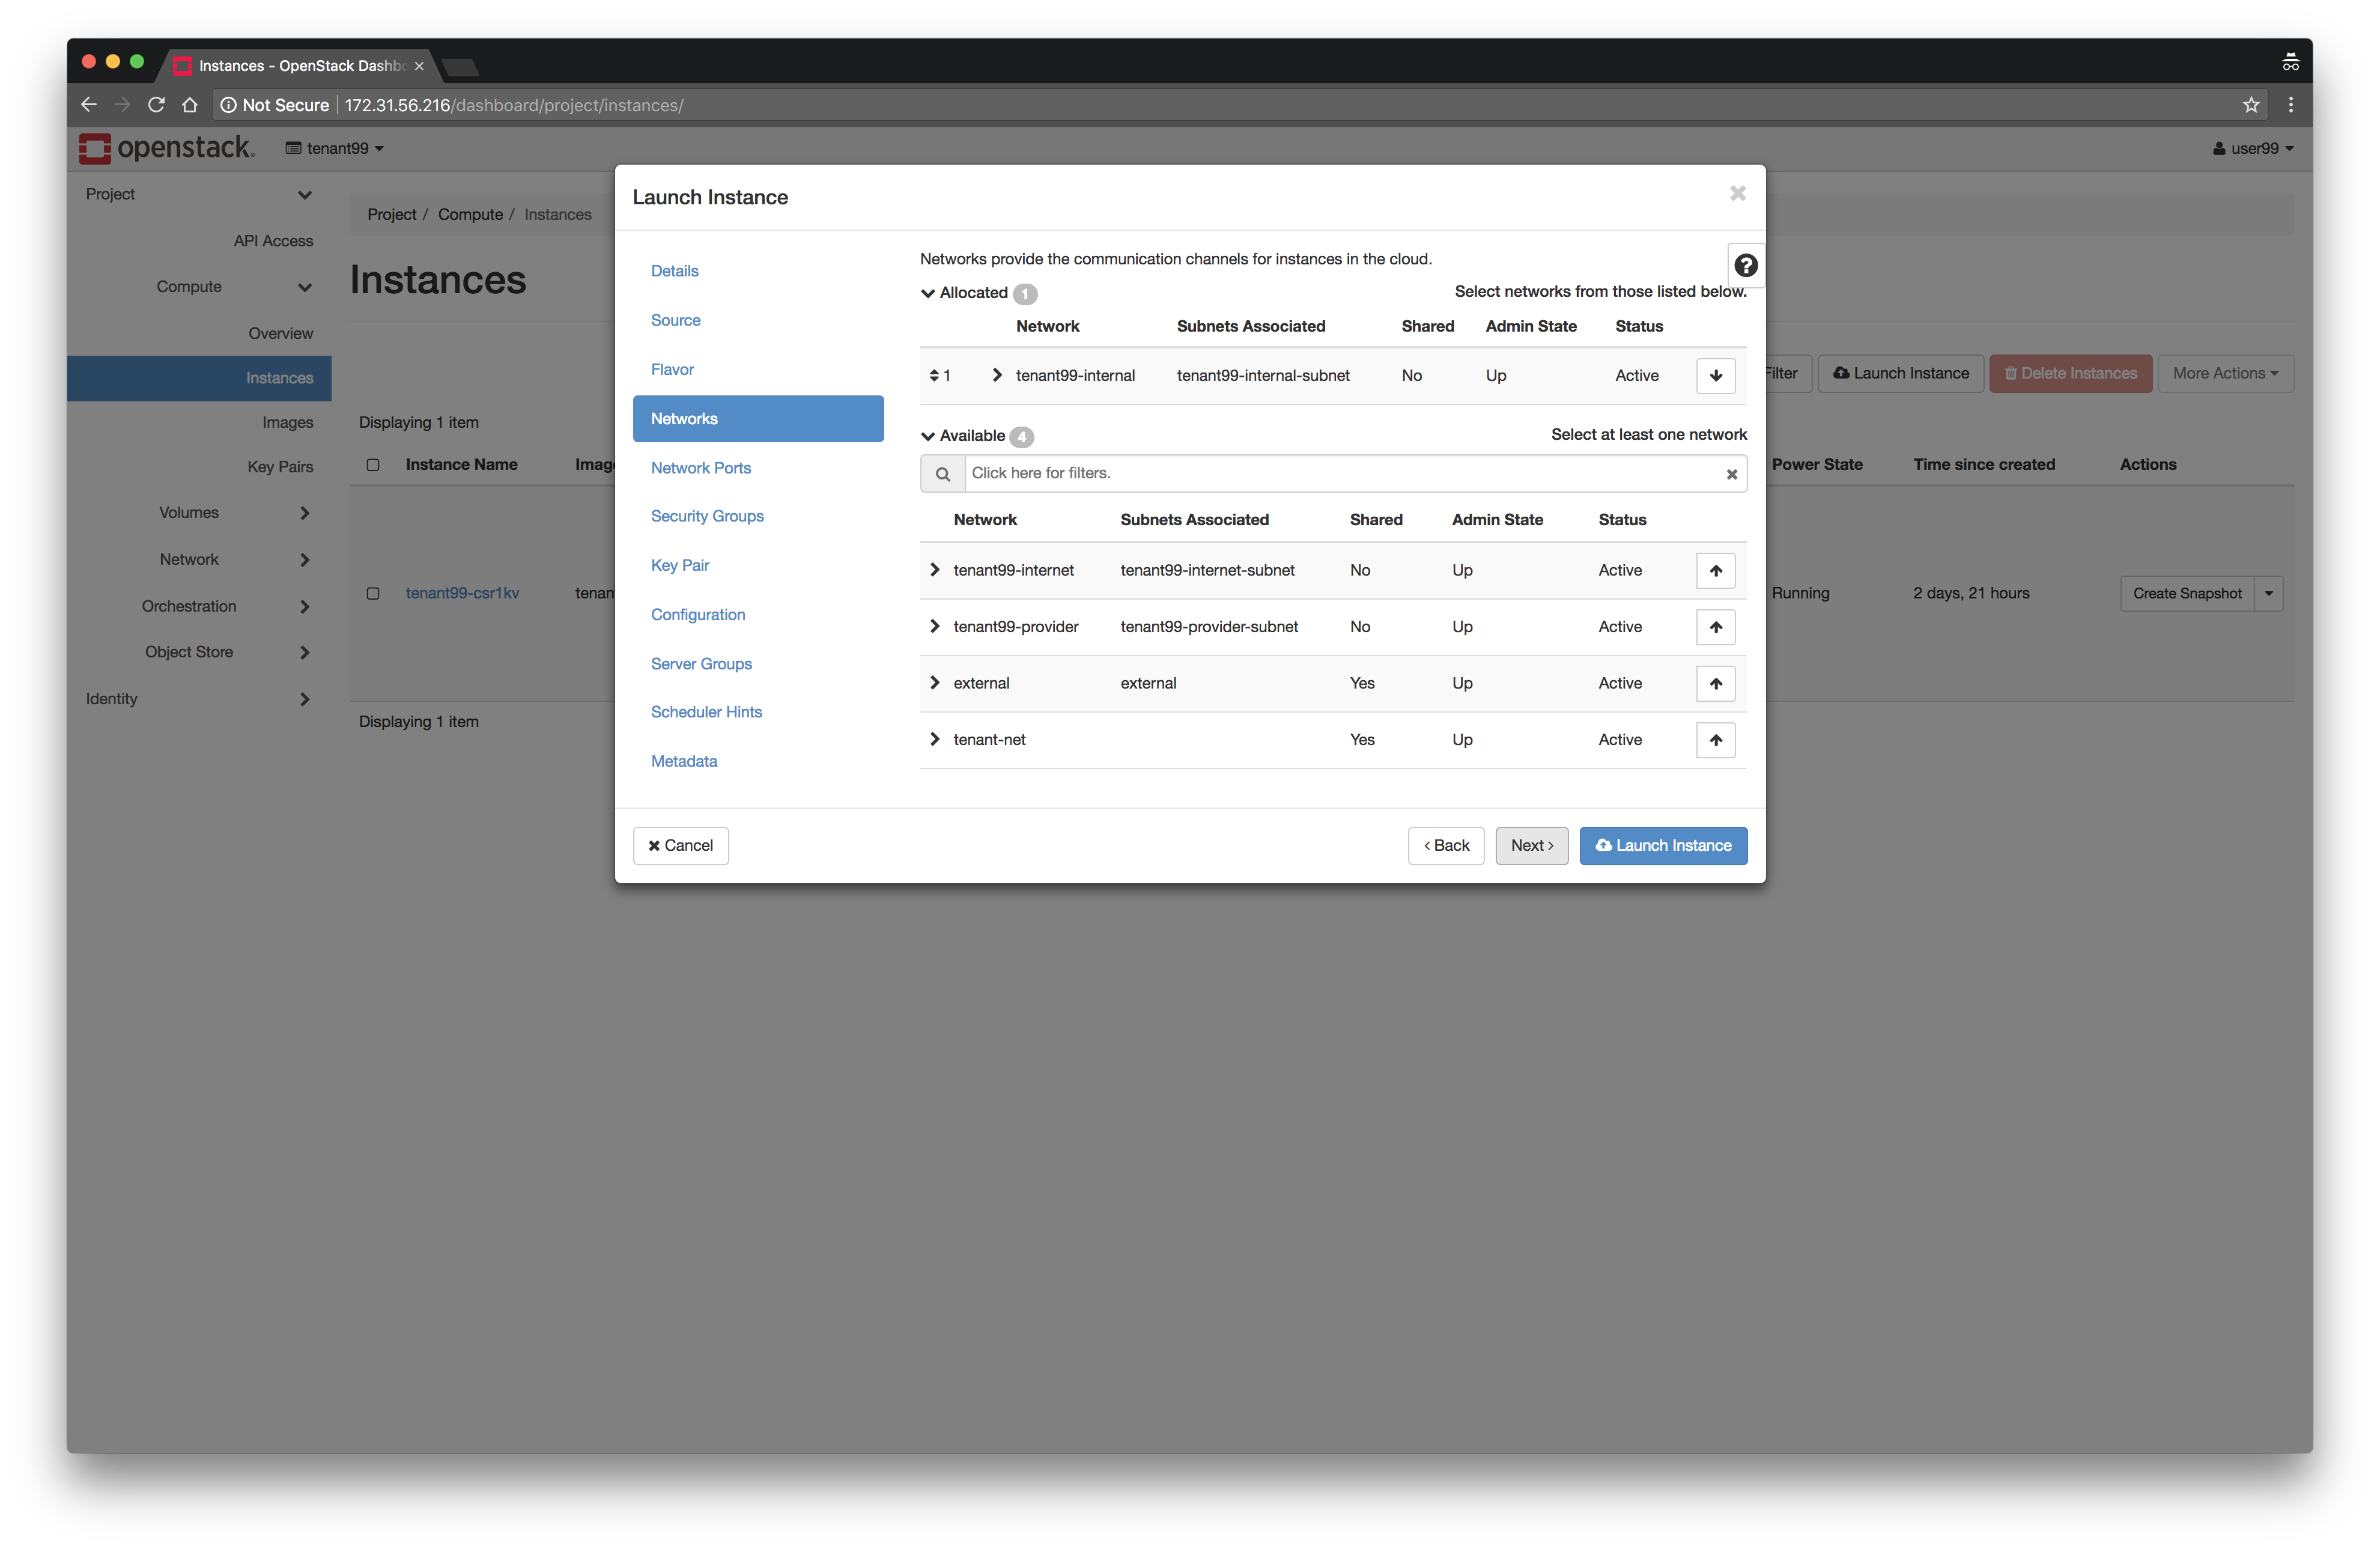 Instances - OpenStack Dashbo
Not Secure | 172.31.56.216/dashboard/project/instances/
openstack. tenant99 user99
Project
API Access
Compute
Overview
Instances
Images
Key Pairs
Volumes
Network
Orchestration
Object Store
Identity
Project / Compute / Instances
Instances
Filter Launch Instance Delete Instances More Actions
Displaying 1 item
Instance Name Imag Power State Time since created Actions
tenant99-csr1kv tenan Running 2 days, 21 hours Create Snapshot
Displaying 1 item
Launch Instance
Details
Source
Flavor
Networks
Network Ports
Security Groups
Key Pair
Configuration
Server Groups
Scheduler Hints
Metadata
Networks provide the communication channels for instances in the cloud.
Allocated 1 Select networks from those listed below.
Network Subnets Associated Shared Admin State Status
1 tenant99-internal tenant99-internal-subnet No Up Active
Available 4 Select at least one network
Click here for filters.
Network Subnets Associated Shared Admin State Status
tenant99-internet tenant99-internet-subnet No Up Active
tenant99-provider tenant99-provider-subnet No Up Active
external external Yes Up Active
tenant-net Yes Up Active
Cancel < Back Next > Launch Instance